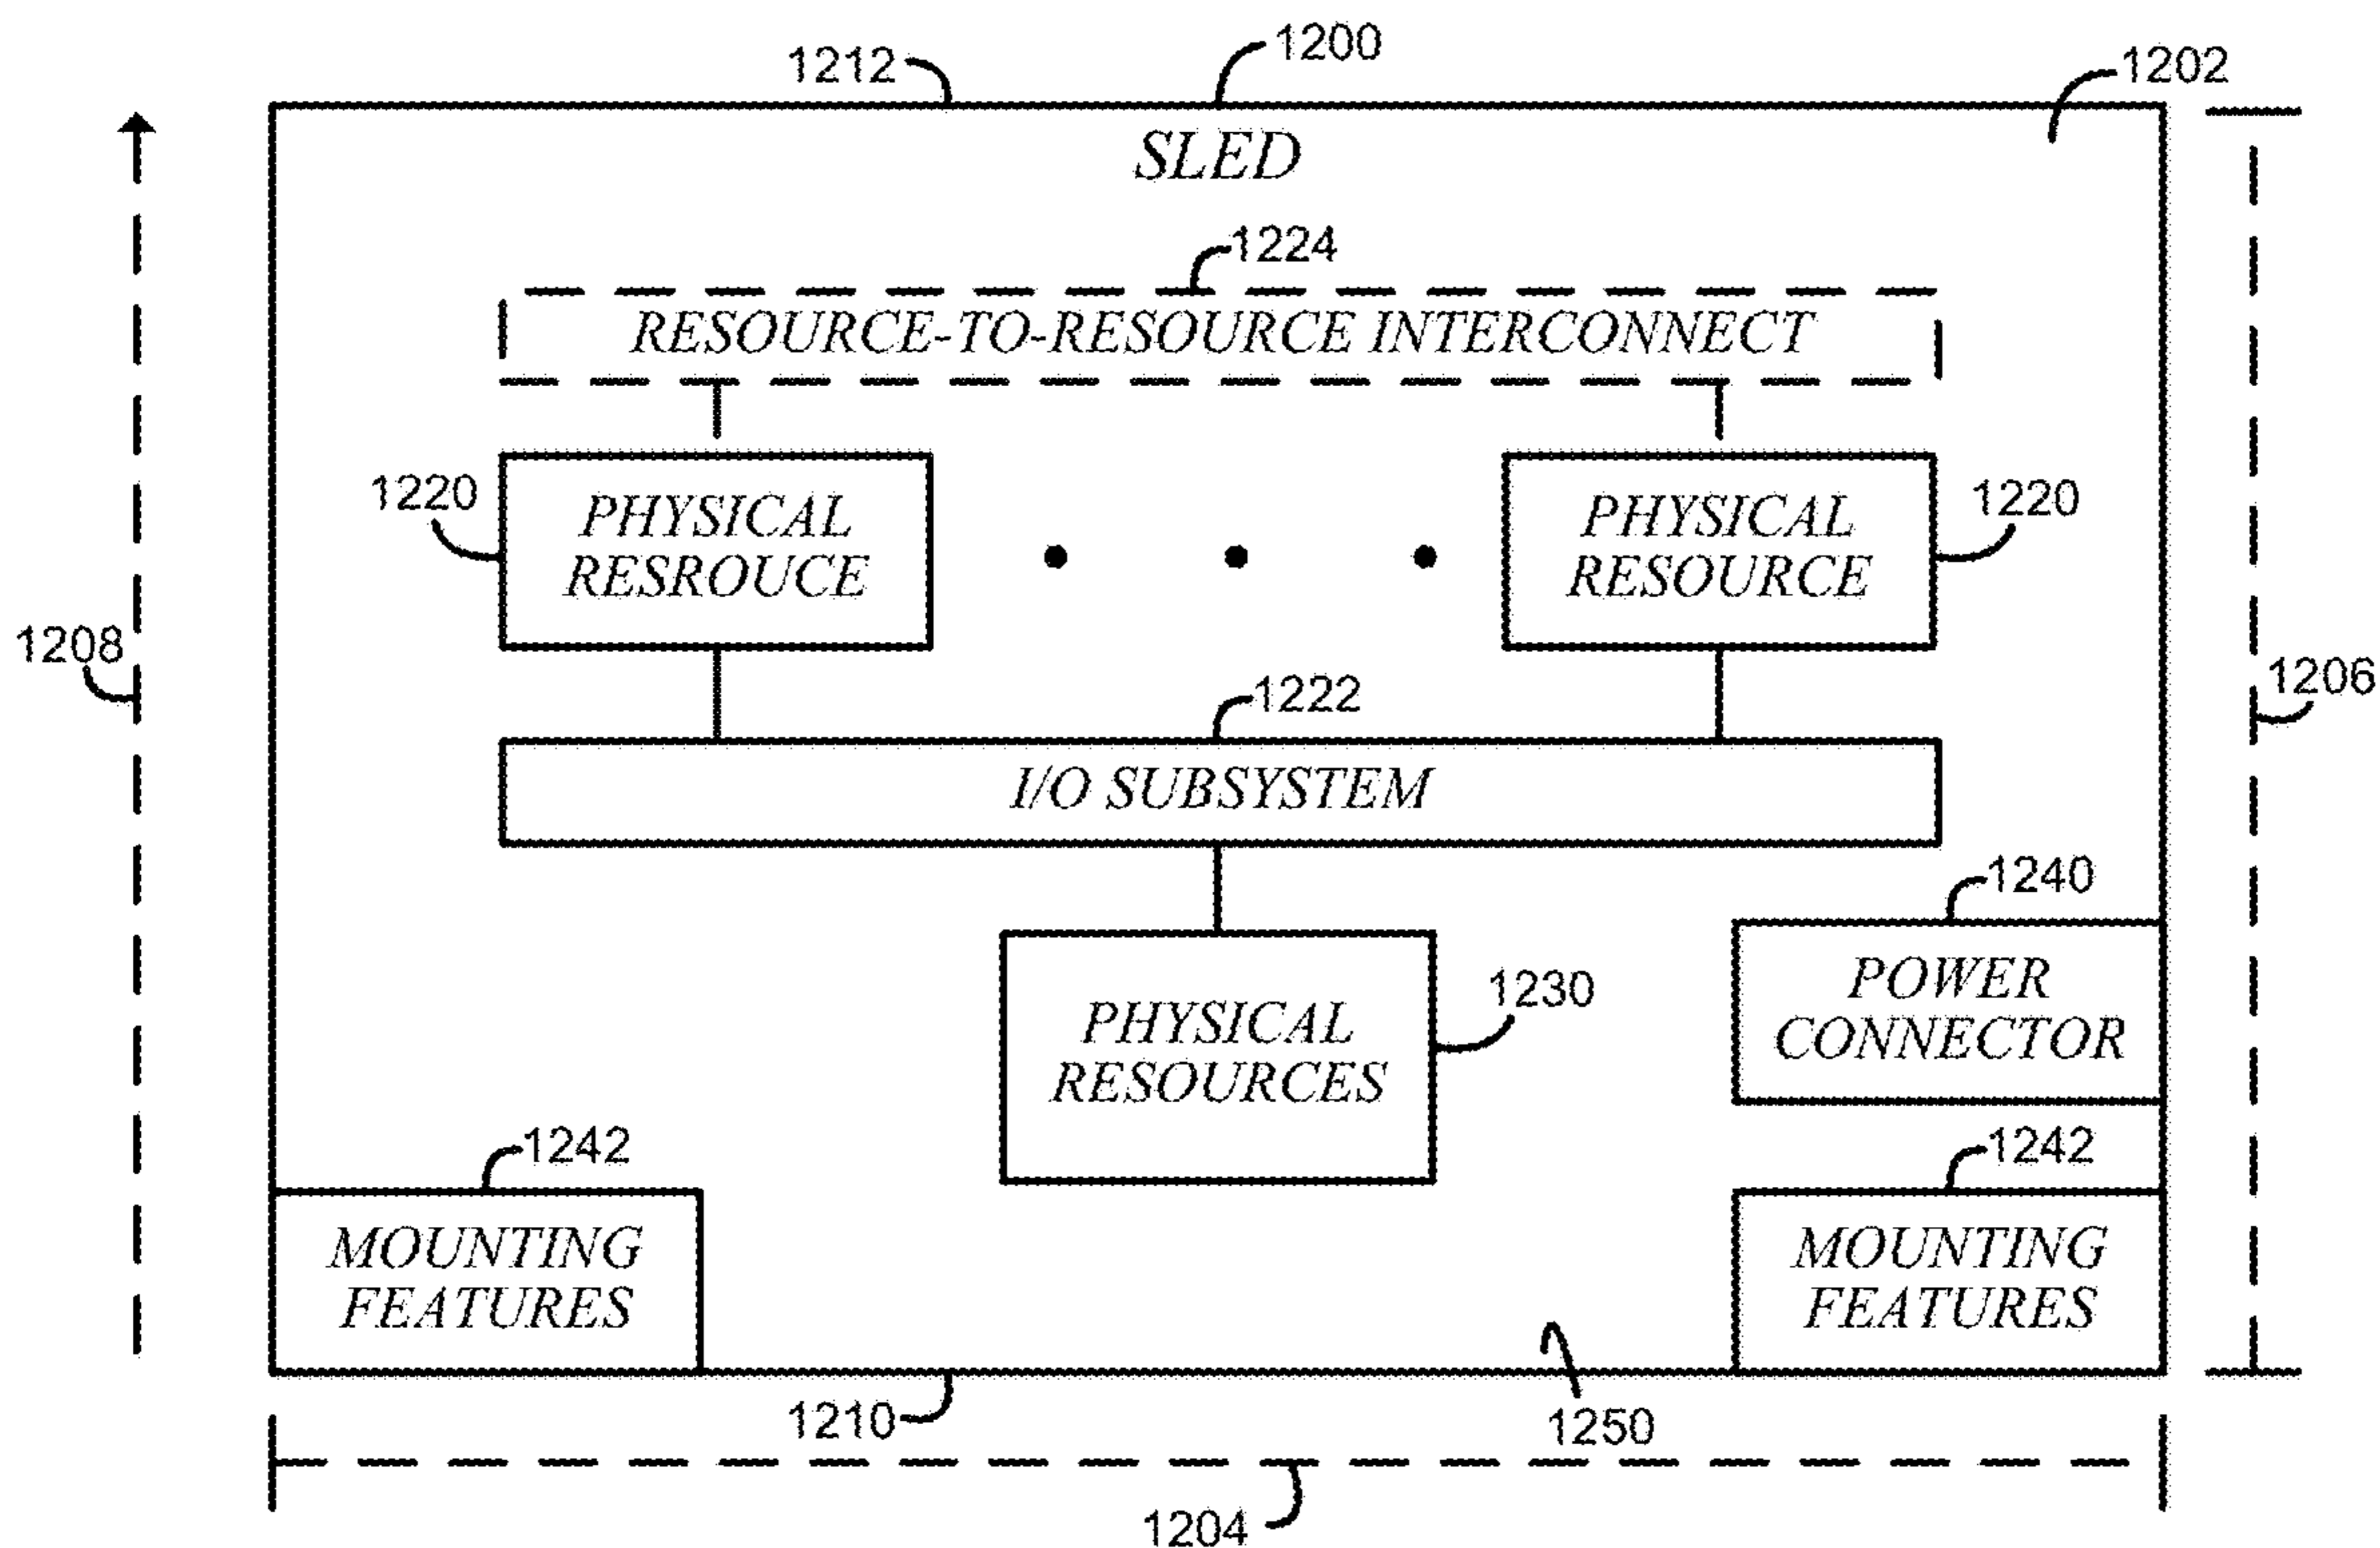 1212
1200
1202
SLED
1224
RESOURCE-TO-RESOURCE INTERCONNECT
1220
PHYSICAL
RESROUCE
PHYSICAL
RESOURCE
1220
1208
1206
1222
I/O SUBSYSTEM
1240
POWER
CONNECTOR
1230
PHYSICAL
RESOURCES
1242
MOUNTING
FEATURES
1242
MOUNTING
FEATURES
1210
1250
1204